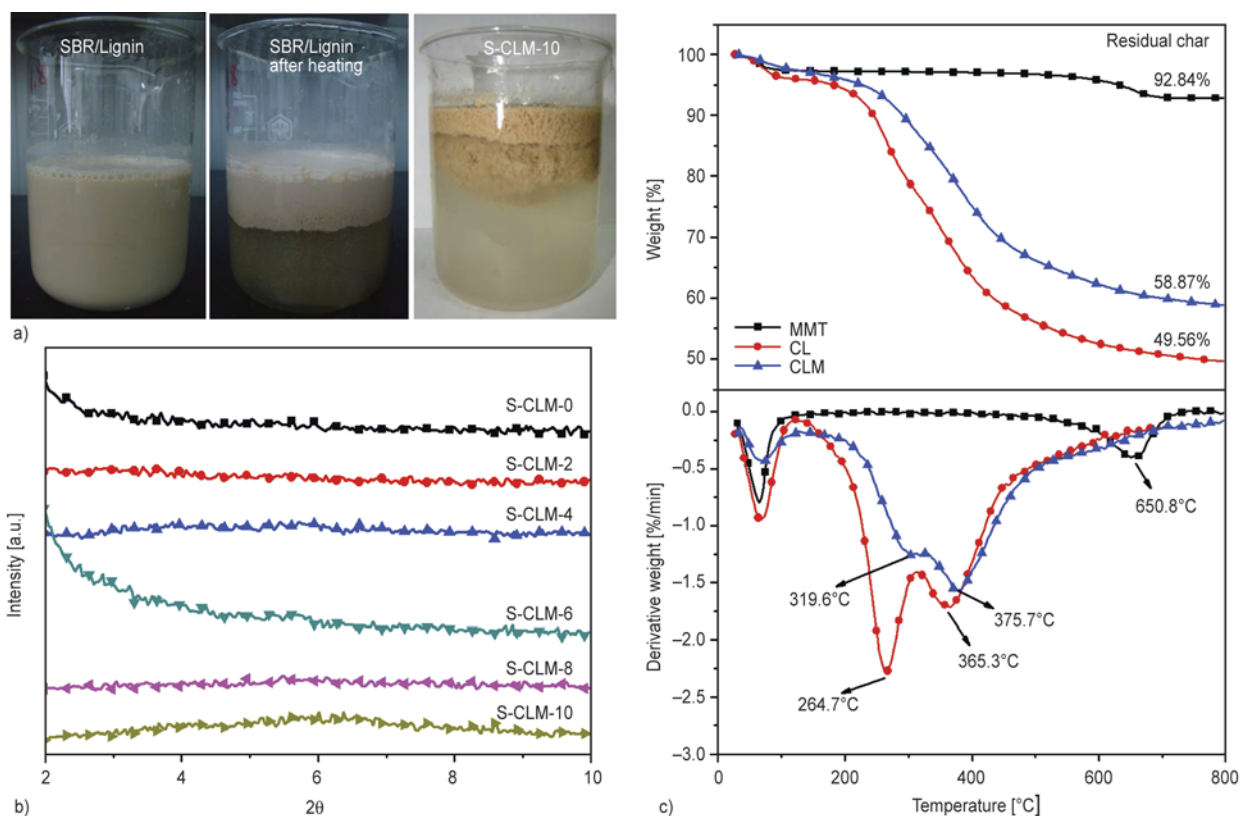 SBR/Lignin
SBR/Lignin
after heating
S-CLM-10
a)
S-CLM-0
S-CLM-2
S-CLM-4
S-CLM-6
S-CLM-8
S-CLM-10
Intensity [a.u.]
2 4 6 8 10
2θ
b)
Residual char
92.84%
58.87%
49.56%
MMT
CL
CLM
100
90
80
70
60
50
Weight [%]
0.0
–0.5
–1.0
–1.5
–2.0
–2.5
–3.0
Derivative weight [%/min]
650.8°C
319.6°C
375.7°C
365.3°C
264.7°C
0 200 400 600 800
Temperature [°C]
c)